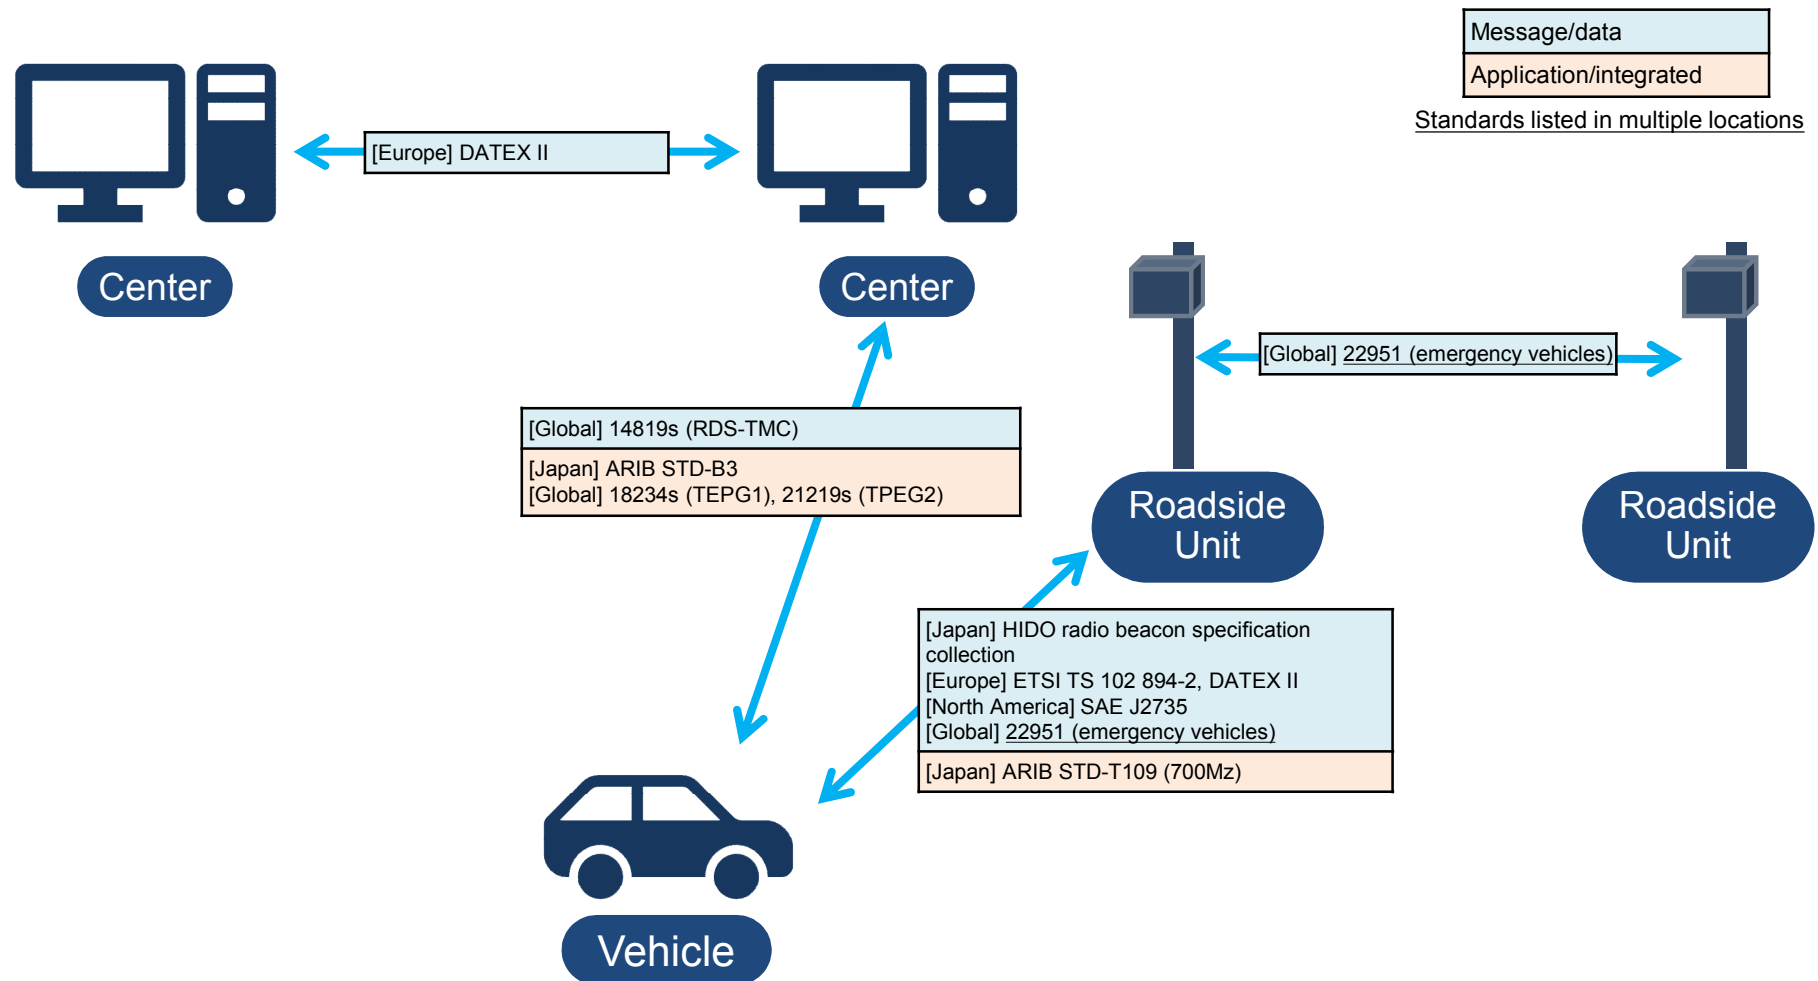 Message/data
Application/integrated
Standards listed in multiple locations
[Europe] DATEX II
Center
Center
[Global] 22951 (emergency vehicles)
[Global] 14819s (RDS-TMC)
[Japan] ARIB STD-B3
[Global] 18234s (TEPG1), 21219s (TPEG2)
Roadside
Unit
Roadside
Unit
[Japan] HIDO radio beacon specification
collection
[Europe] ETSI TS 102 894-2, DATEX II
[North America] SAE J2735
[Global] 22951 (emergency vehicles)
[Japan] ARIB STD-T109 (700Mz)
Vehicle